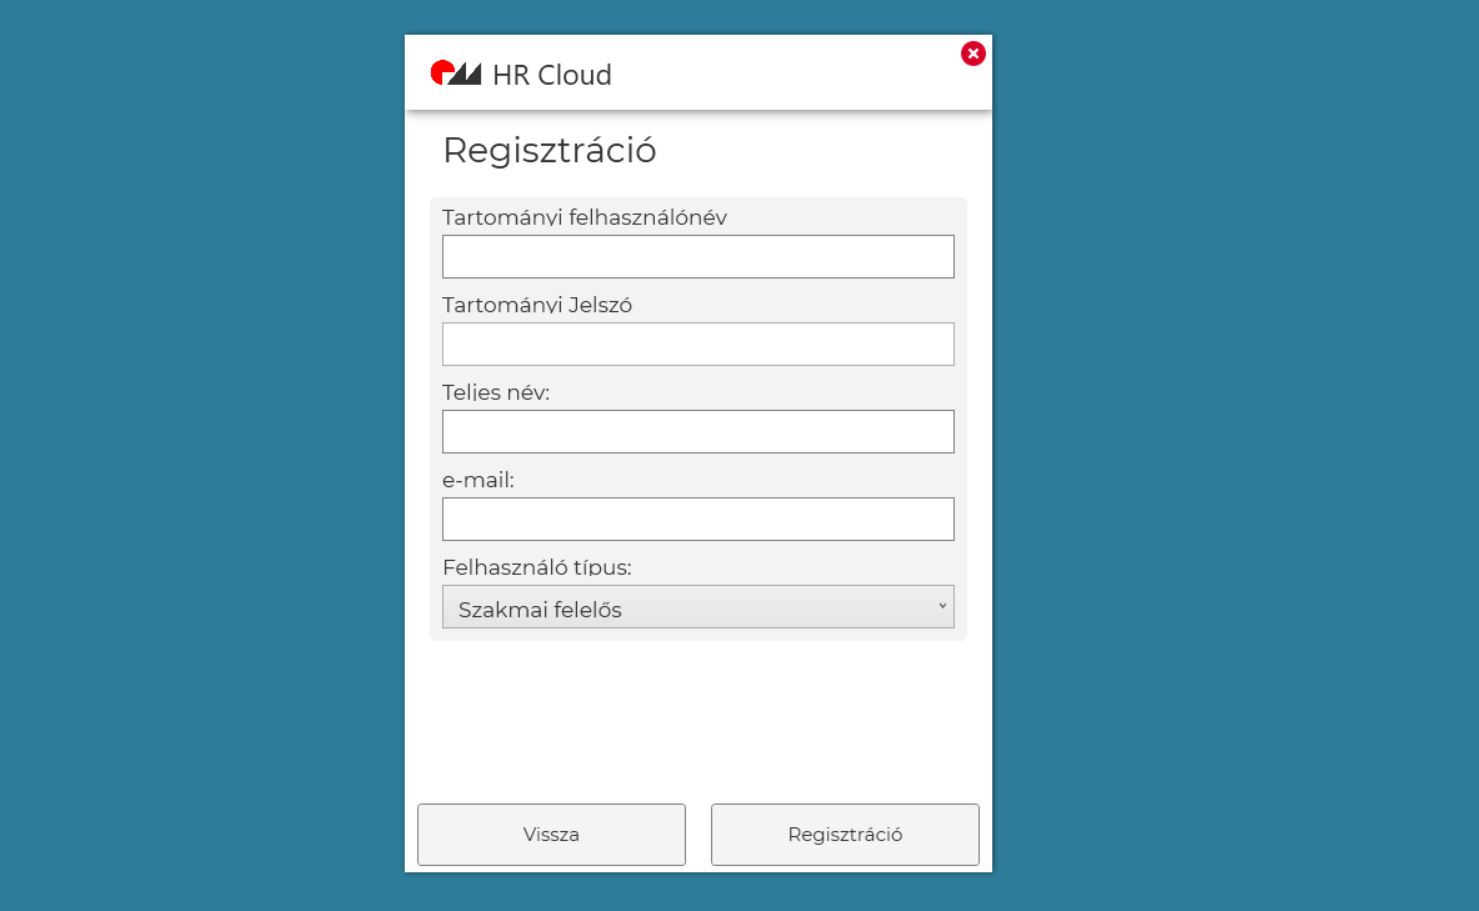 HR Cloud
Regisztráció
Tartományi felhasználónév
Tartományi Jelszó
Teljes név:
e-mail:
Felhasználó típus:
Szakmai felelős
Vissza
Regisztráció